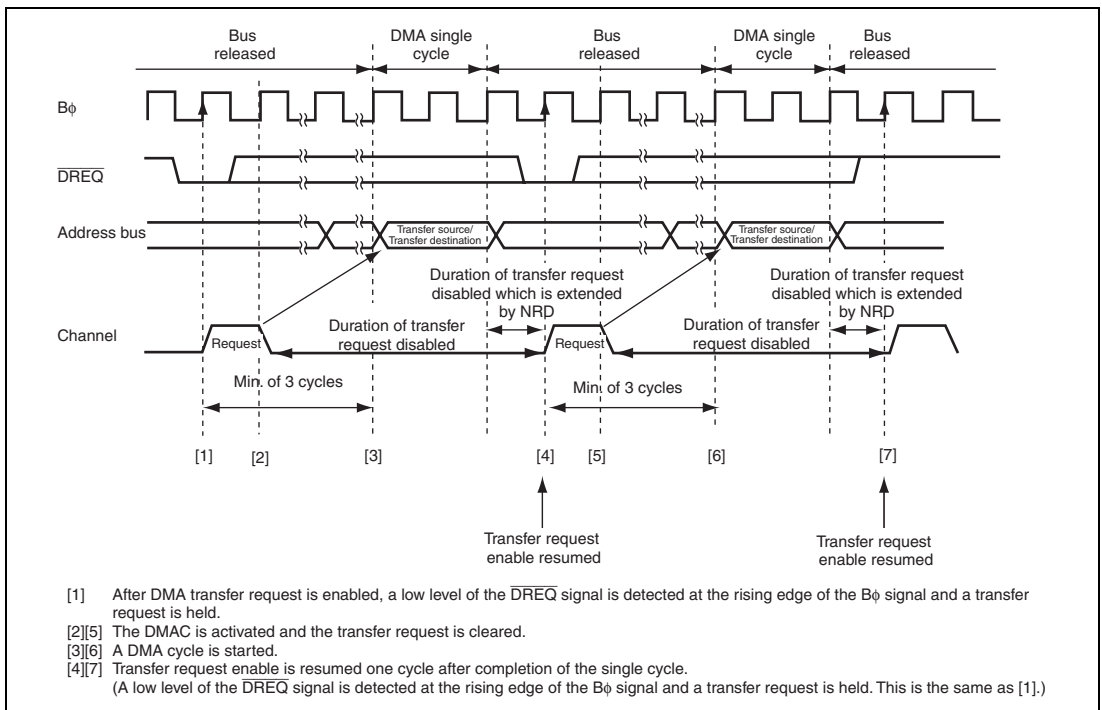 Bus released
DMA single cycle
Bus released
DMA single cycle
Bus released
Bφ
DREQ
Address bus
Transfer source/
Transfer destination
Transfer source/
Transfer destination
Duration of transfer request
disabled which is extended
by NRD
Duration of transfer request
disabled which is extended
by NRD
Channel
Request
Duration of transfer
request disabled
Request
Duration of transfer
request disabled
Min. of 3 cycles
Min. of 3 cycles
[1]
[2]
[3]
[4]
[5]
[6]
[7]
Transfer request
enable resumed
Transfer request
enable resumed
[1] After DMA transfer request is enabled, a low level of the DREQ signal is detected at the rising edge of the Bφ signal and a transfer
request is held.
[2][5] The DMAC is activated and the transfer request is cleared.
[3][6] A DMA cycle is started.
[4][7] Transfer request enable is resumed one cycle after completion of the single cycle.
(A low level of the DREQ signal is detected at the rising edge of the Bφ signal and a transfer request is held. This is the same as [1].)